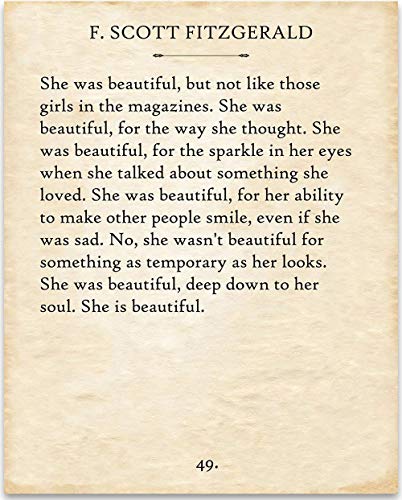 F. SCOTT FITZGERALD
She was beautiful, but not like those
girls in the magazines. She was
beautiful, for the way she thought. She
was beautiful, for the sparkle in her eyes
when she talked about something she
loved. She was beautiful, for her ability
to make other people smile, even if she
was sad. No, she wasn't beautiful for
something as temporary as her looks.
She was beautiful, deep down to her
soul. She is beautiful.
49.